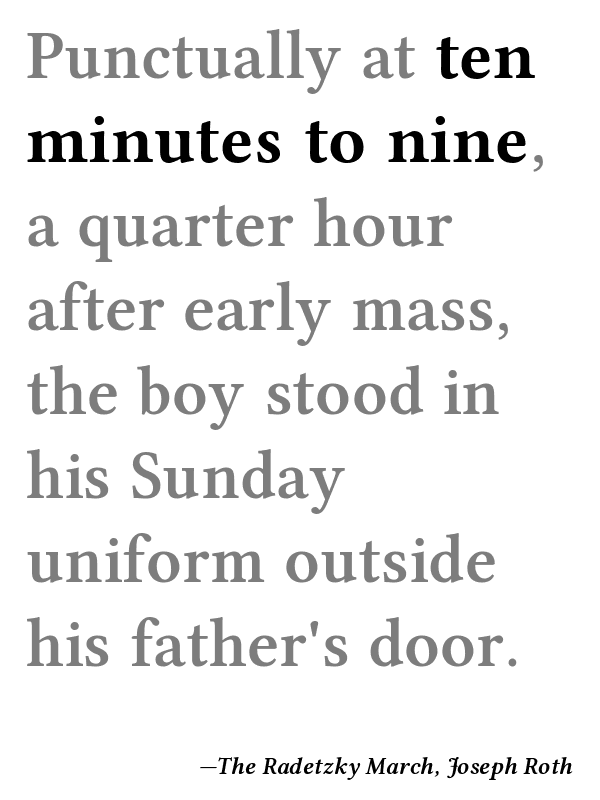 Punctually at ten
minutes to nine,
a quarter hour
after early mass,
the boy stood in
his Sunday
uniform outside
his father's door.
—The Radetzky March, Joseph Roth